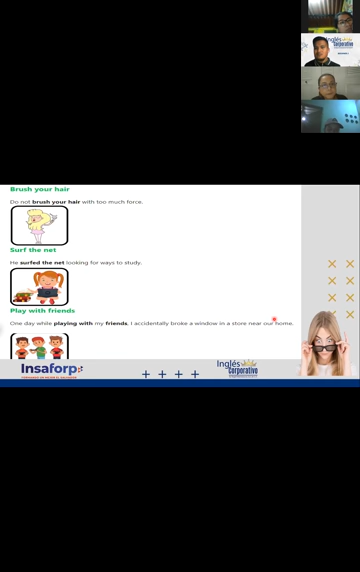 Inglés
corporativo
Brush your hair
Do not brush your hair with too much force.
Surf the net
He surfed the net looking for ways to study.
Play with friends
One day while playing with my friends, I accidentally broke a window in a store near our home.
Insaforp
Inglés
corporativo